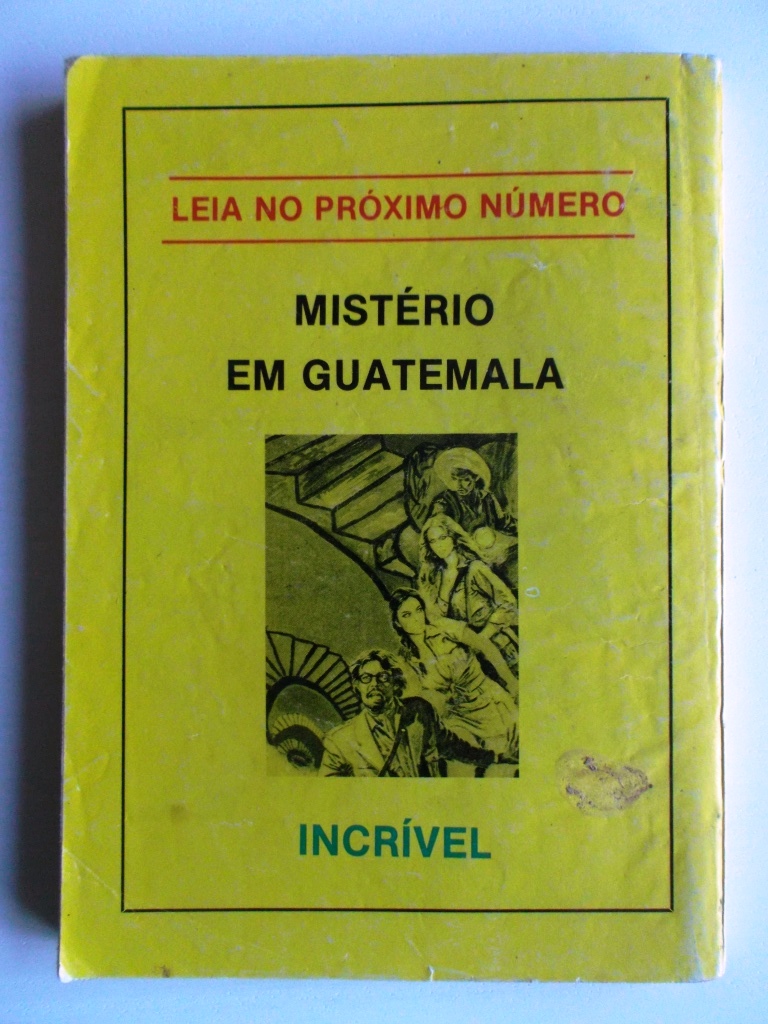 LEIA NO PRÓXIMO NÚMERO
MISTÉRIO
EM GUATEMALA
INCRÍVEL